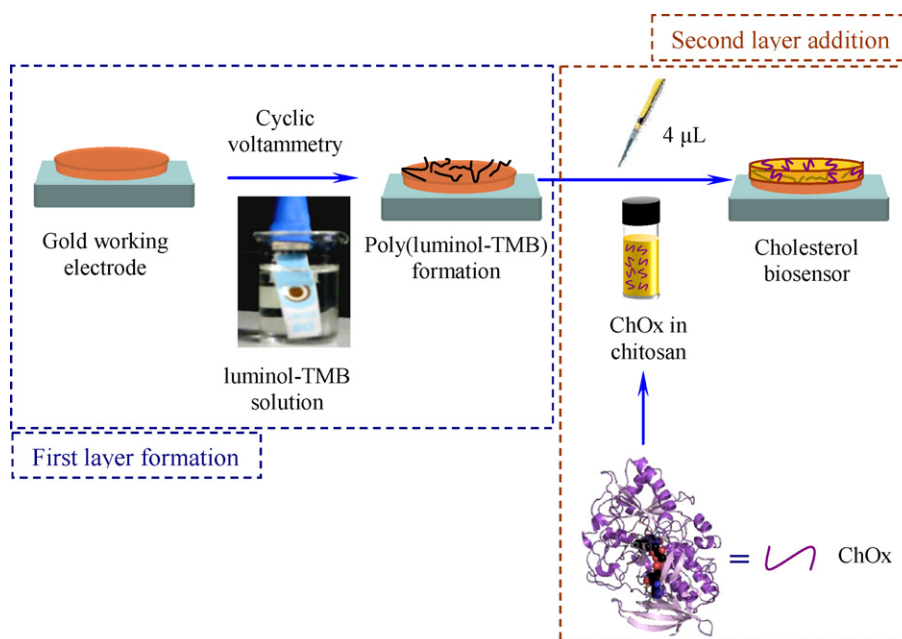 Second layer addition
Cyclic
voltammetry
4 μL
Gold working
electrode
Poly(luminol-TMB)
formation
Cholesterol
biosensor
ChOx in
chitosan
luminol-TMB
solution
First layer formation
= ChOx